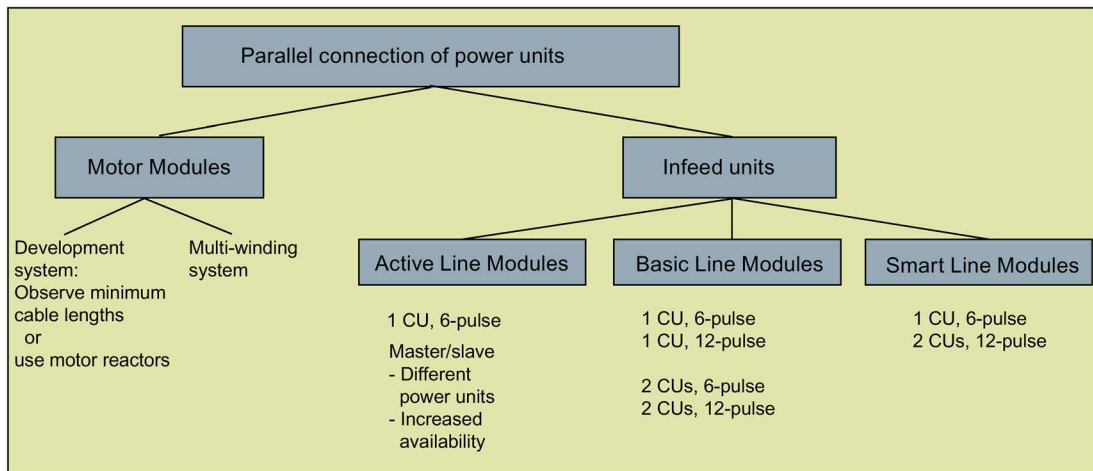 Parallel connection of power units
Motor Modules
Infeed units
Development
system:
Observe minimum
cable lengths
or
use motor reactors
Multi-winding
system
Active Line Modules
1 CU, 6-pulse
Master/slave
- Different
power units
- Increased
availability
Basic Line Modules
1 CU, 6-pulse
1 CU, 12-pulse
2 CUs, 6-pulse
2 CUs, 12-pulse
Smart Line Modules
1 CU, 6-pulse
2 CUs, 12-pulse